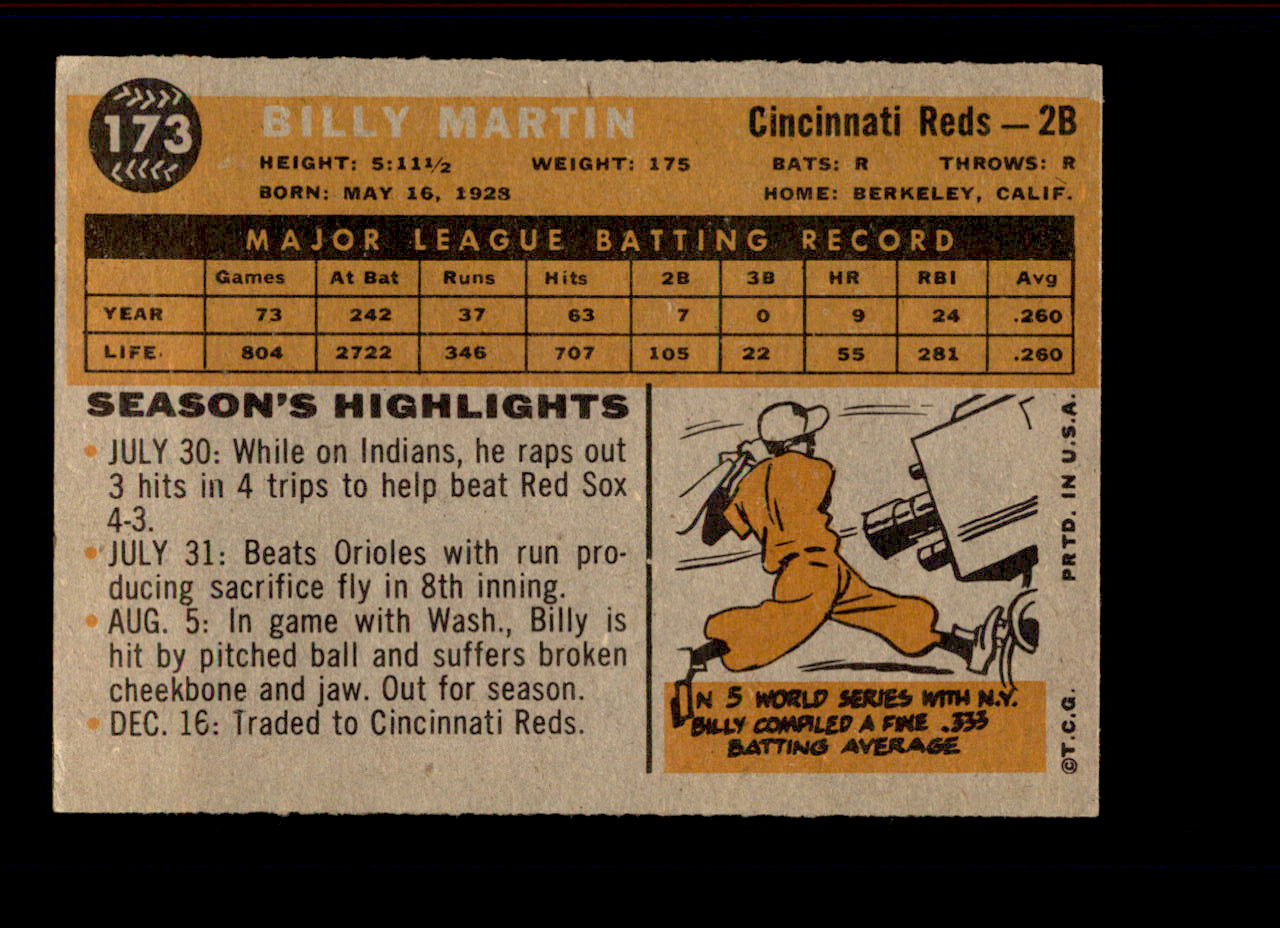 173
BILLY MARTIN
Cincinnati Reds — 2B
HEIGHT: 5:11½ WEIGHT: 175 BATS: R THROWS: R
BORN: MAY 16, 1928 HOME: BERKELEY, CALIF.
MAJOR LEAGUE BATTING RECORD
Games At Bat Runs Hits 2B 3B HR RBI Avg
YEAR 73 242 37 63 7 0 9 24 .260
LIFE. 804 2722 346 707 105 22 55 281 .260
SEASON'S HIGHLIGHTS
• JULY 30: While on Indians, he raps out
3 hits in 4 trips to help beat Red Sox
4-3.
• JULY 31: Beats Orioles with run pro-
ducing sacrifice fly in 8th inning.
• AUG. 5: In game with Wash., Billy is
hit by pitched ball and suffers broken
cheekbone and jaw. Out for season.
• DEC. 16: Traded to Cincinnati Reds.
IN 5 WORLD SERIES WITH N.Y.
BILLY COMPILED A FINE .333
BATTING AVERAGE
©T.C.G. PRTD. IN U.S.A.